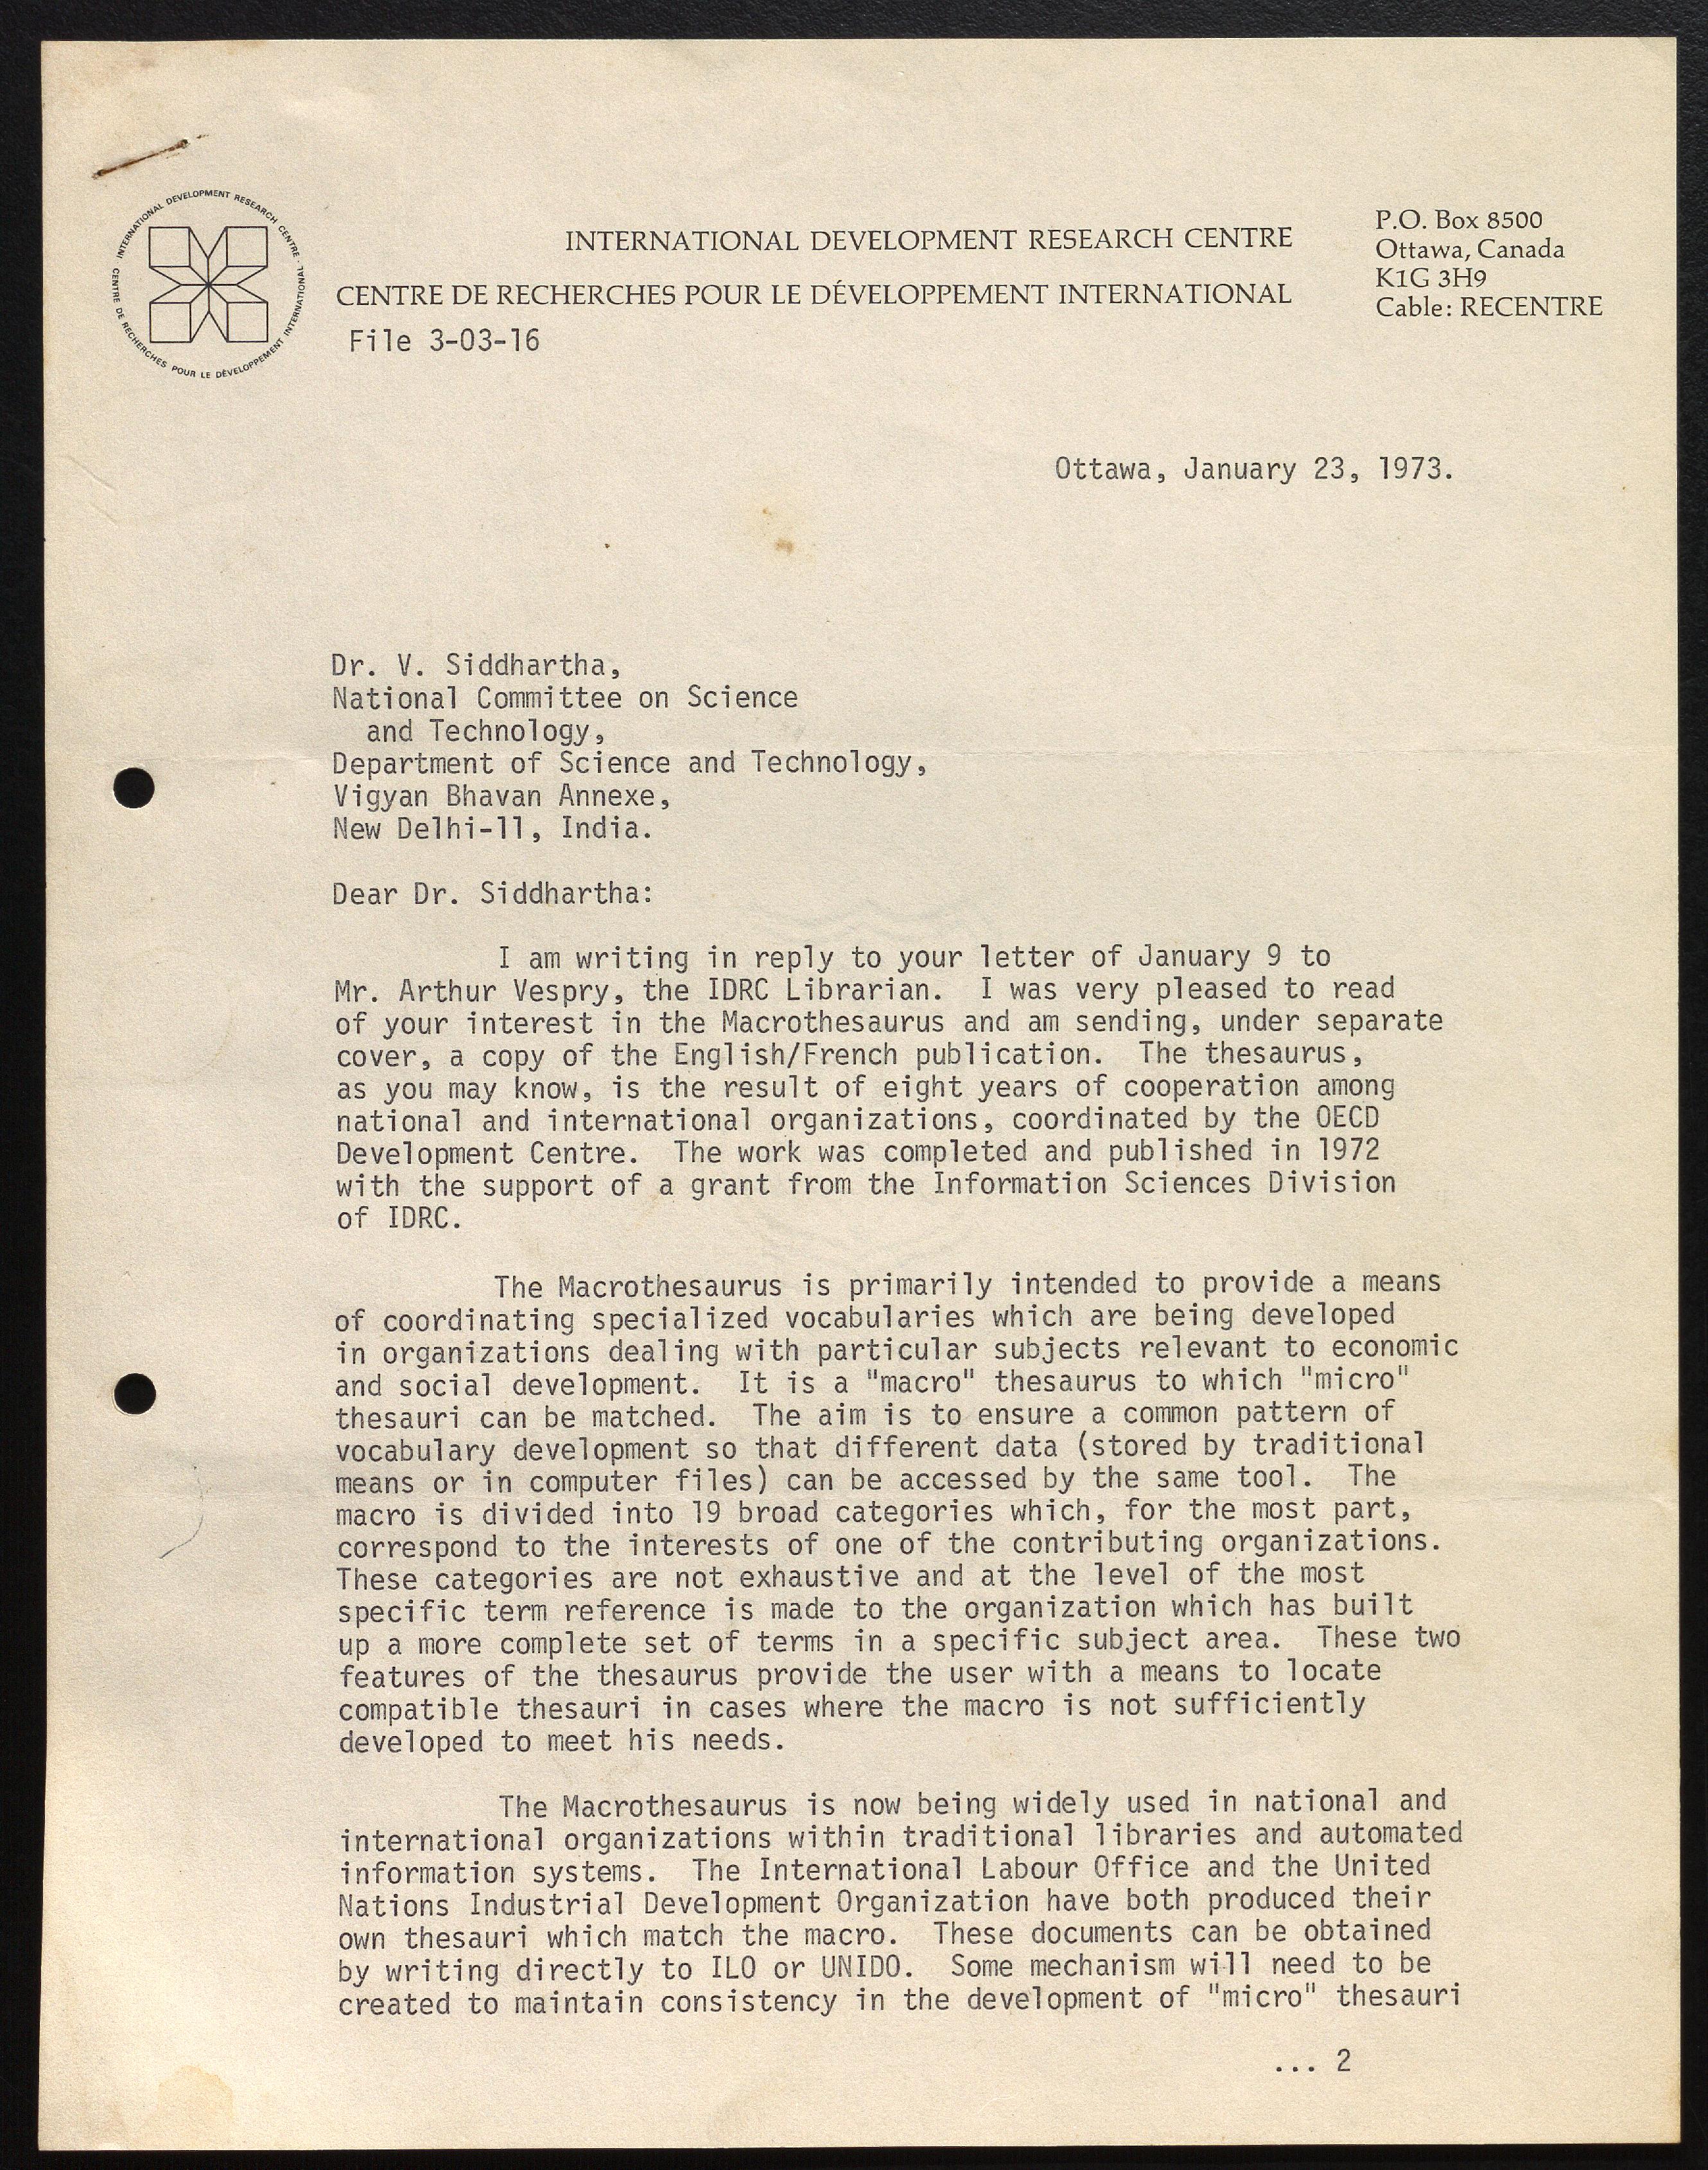 INTERNATIONAL DEVELOPMENT RESEARCH CENTRE · CENTRE DE RECHERCHES POUR LE DÉVELOPPEMENT INTERNATIONAL
INTERNATIONAL DEVELOPMENT RESEARCH CENTRE
CENTRE DE RECHERCHES POUR LE DÉVELOPPEMENT INTERNATIONAL
P.O. Box 8500
Ottawa, Canada
K1G 3H9
Cable: RECENTRE
File 3-03-16
Ottawa, January 23, 1973.
Dr. V. Siddhartha,
National Committee on Science
and Technology,
Department of Science and Technology,
Vigyan Bhavan Annexe,
New Delhi-11, India.
Dear Dr. Siddhartha:
I am writing in reply to your letter of January 9 to
Mr. Arthur Vespry, the IDRC Librarian. I was very pleased to read
of your interest in the Macrothesaurus and am sending, under separate
cover, a copy of the English/French publication. The thesaurus,
as you may know, is the result of eight years of cooperation among
national and international organizations, coordinated by the OECD
Development Centre. The work was completed and published in 1972
with the support of a grant from the Information Sciences Division
of IDRC.
The Macrothesaurus is primarily intended to provide a means
of coordinating specialized vocabularies which are being developed
in organizations dealing with particular subjects relevant to economic
and social development. It is a "macro" thesaurus to which "micro"
thesauri can be matched. The aim is to ensure a common pattern of
vocabulary development so that different data (stored by traditional
means or in computer files) can be accessed by the same tool. The
macro is divided into 19 broad categories which, for the most part,
correspond to the interests of one of the contributing organizations.
These categories are not exhaustive and at the level of the most
specific term reference is made to the organization which has built
up a more complete set of terms in a specific subject area. These two
features of the thesaurus provide the user with a means to locate
compatible thesauri in cases where the macro is not sufficiently
developed to meet his needs.
The Macrothesaurus is now being widely used in national and
international organizations within traditional libraries and automated
information systems. The International Labour Office and the United
Nations Industrial Development Organization have both produced their
own thesauri which match the macro. These documents can be obtained
by writing directly to ILO or UNIDO. Some mechanism will need to be
created to maintain consistency in the development of "micro" thesauri
... 2